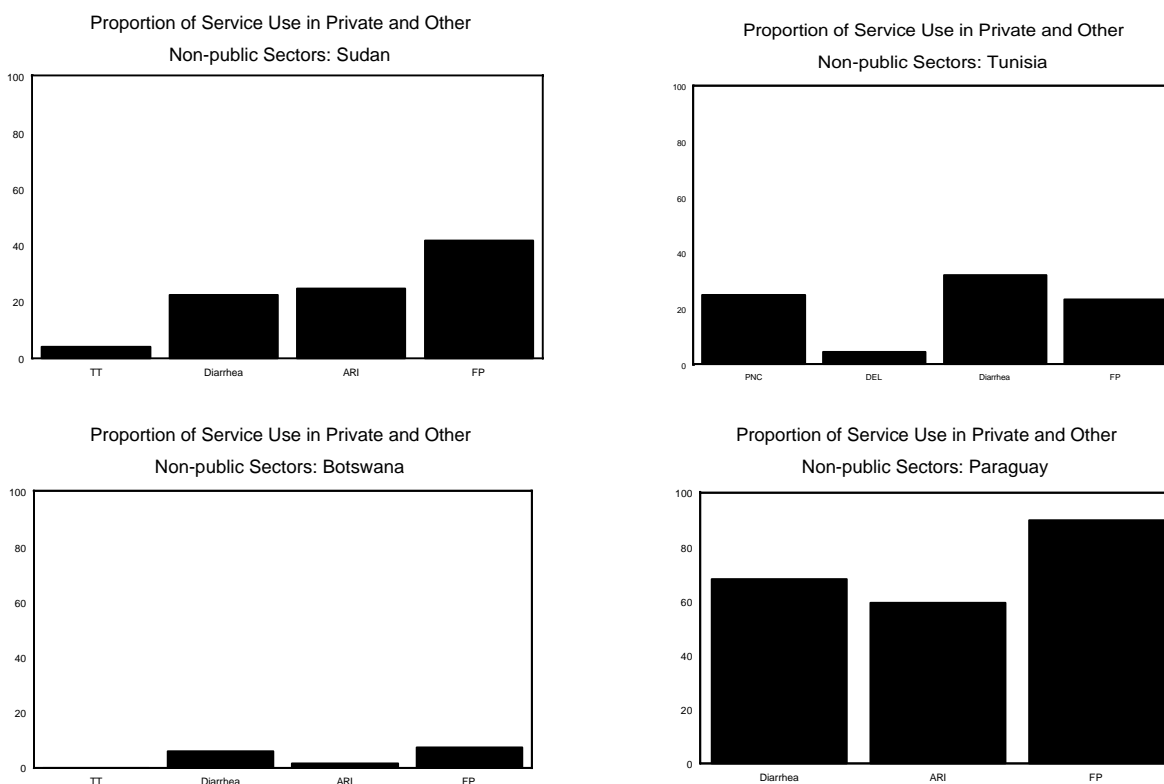 Proportion of Service Use in Private and Other
Non-public Sectors: Sudan
100
80
60
40
20
0
TT Diarrhea ARI FP
Proportion of Service Use in Private and Other
Non-public Sectors: Tunisia
100
80
60
40
20
0
PNC DEL Diarrhea FP
Proportion of Service Use in Private and Other
Non-public Sectors: Botswana
100
80
60
40
20
0
TT Diarrhea ARI FP
Proportion of Service Use in Private and Other
Non-public Sectors: Paraguay
100
80
60
40
20
0
Diarrhea ARI FP